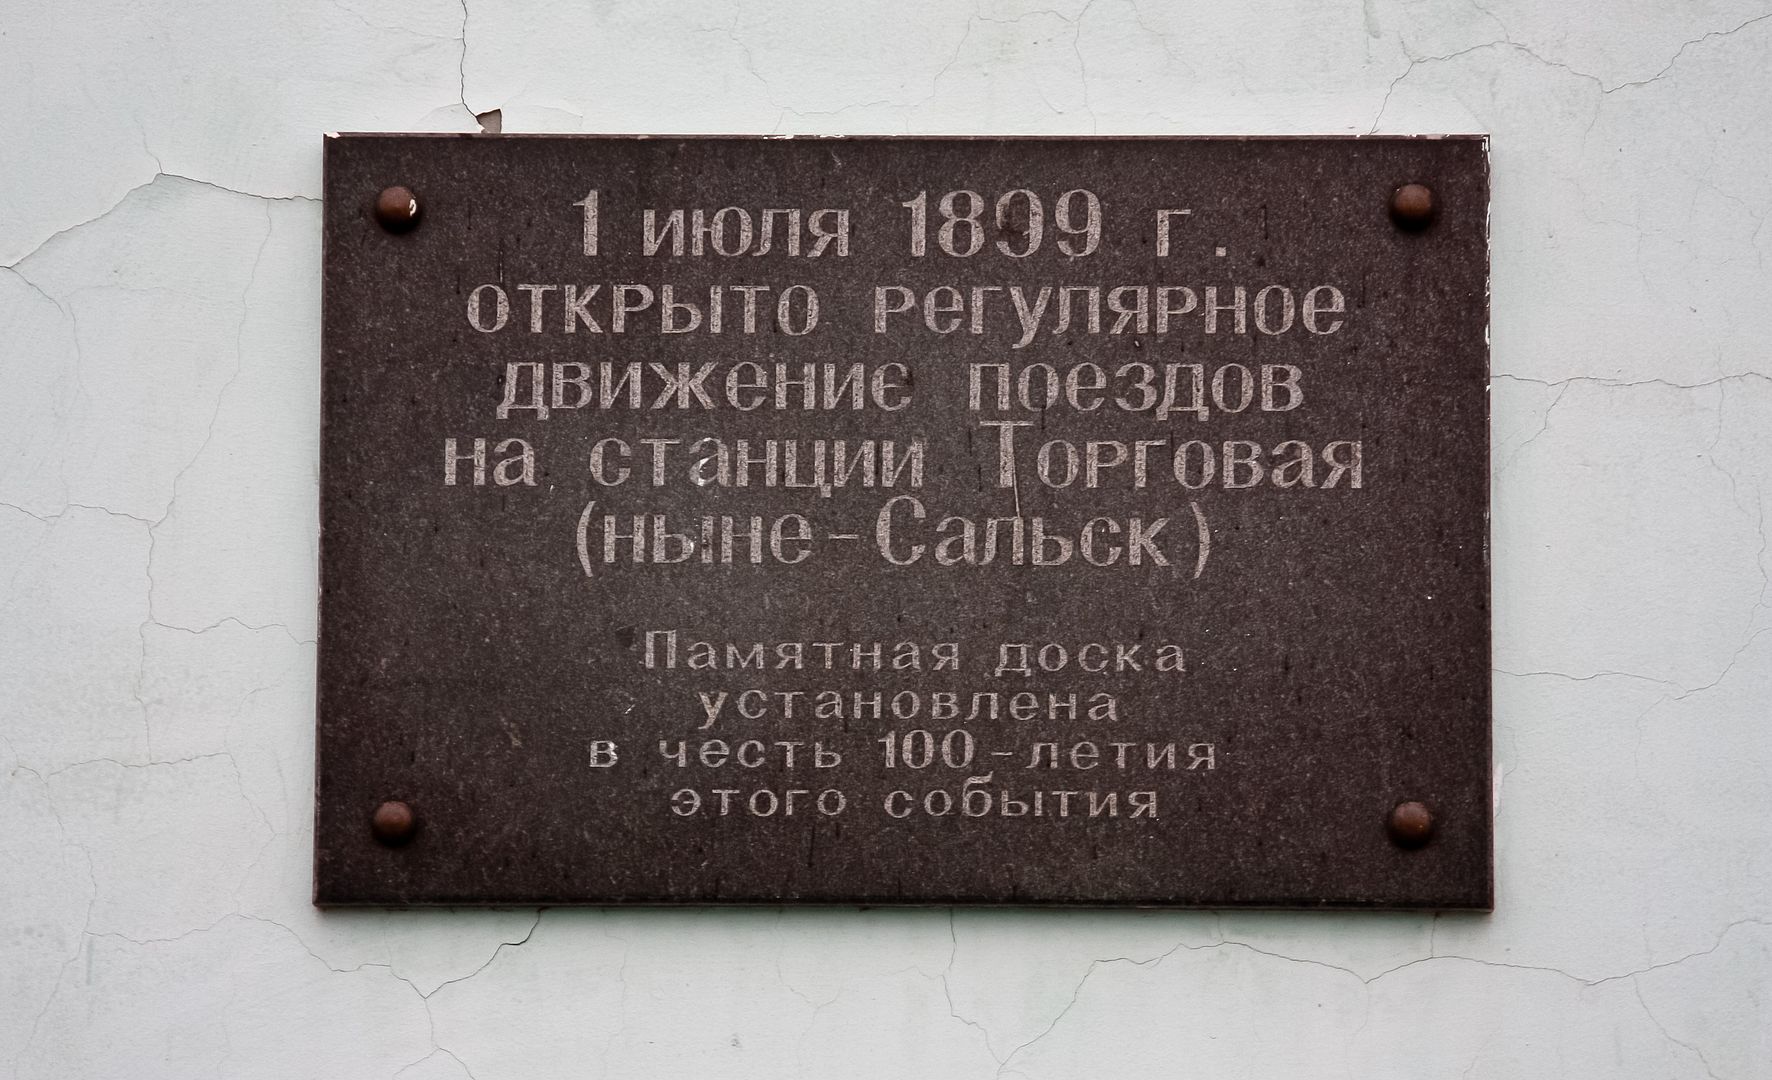 1 июля 1899 г.
открыто регулярное
движение поездов
на станции Торговая
(ныне-Сальск)
Памятная доска
установлена
в честь 100-летия
этого события